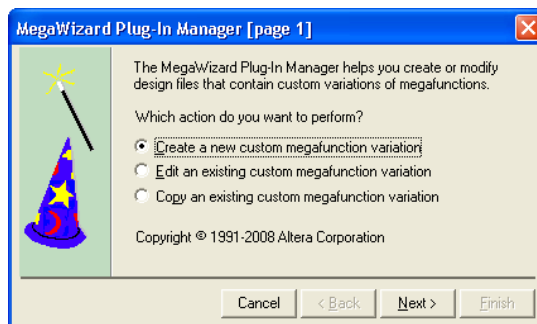 MegaWizard Plug-In Manager [page 1]
The MegaWizard Plug-In Manager helps you create or modify
design files that contain custom variations of megafunctions.
Which action do you want to perform?
Create a new custom megafunction variation
Edit an existing custom megafunction variation
Copy an existing custom megafunction variation
Copyright © 1991-2008 Altera Corporation
Cancel < Back Next > Finish